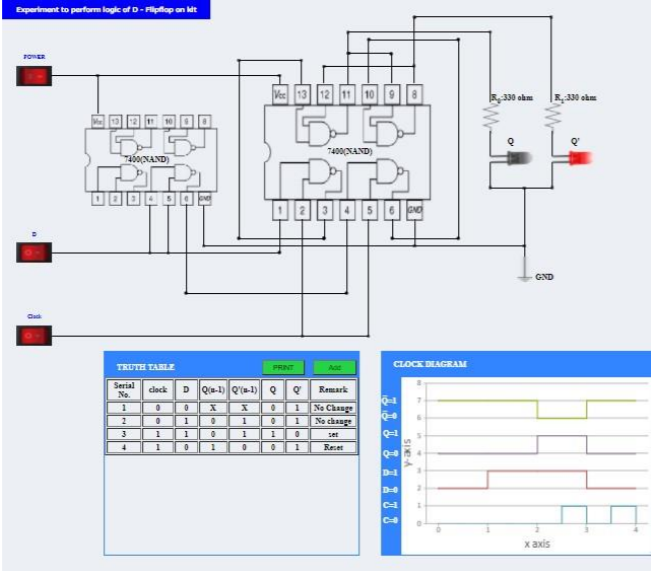 Experiment to perform logic of D - Flipflop on kit
POWER
Vcc 13 12 11 10 9 8
7400(NAND)
1 2 3 4 5 6 GND
Vcc 13 12 11 10 9 8
7400(NAND)
1 2 3 4 5 6 GND
R :330 ohm R :330 ohm
Q Q'
GND
D
Clock
TRUTH TABLE PRINT Add
Serial No. clock D Q(n-1) Q'(n-1) Q Q' Remark
1 0 0 X X 0 1 No Change
2 0 1 0 1 0 1 No change
3 1 1 0 1 1 0 set
4 1 0 1 0 0 1 Reset
CLOCK DIAGRAM
Q̅=1
Q̅=0
Q=1
Q=0
D=1
D=0
C=1
C=0
y-axis
8
7
6
5
4
3
2
1
0
0 1 2 3 4
x axis